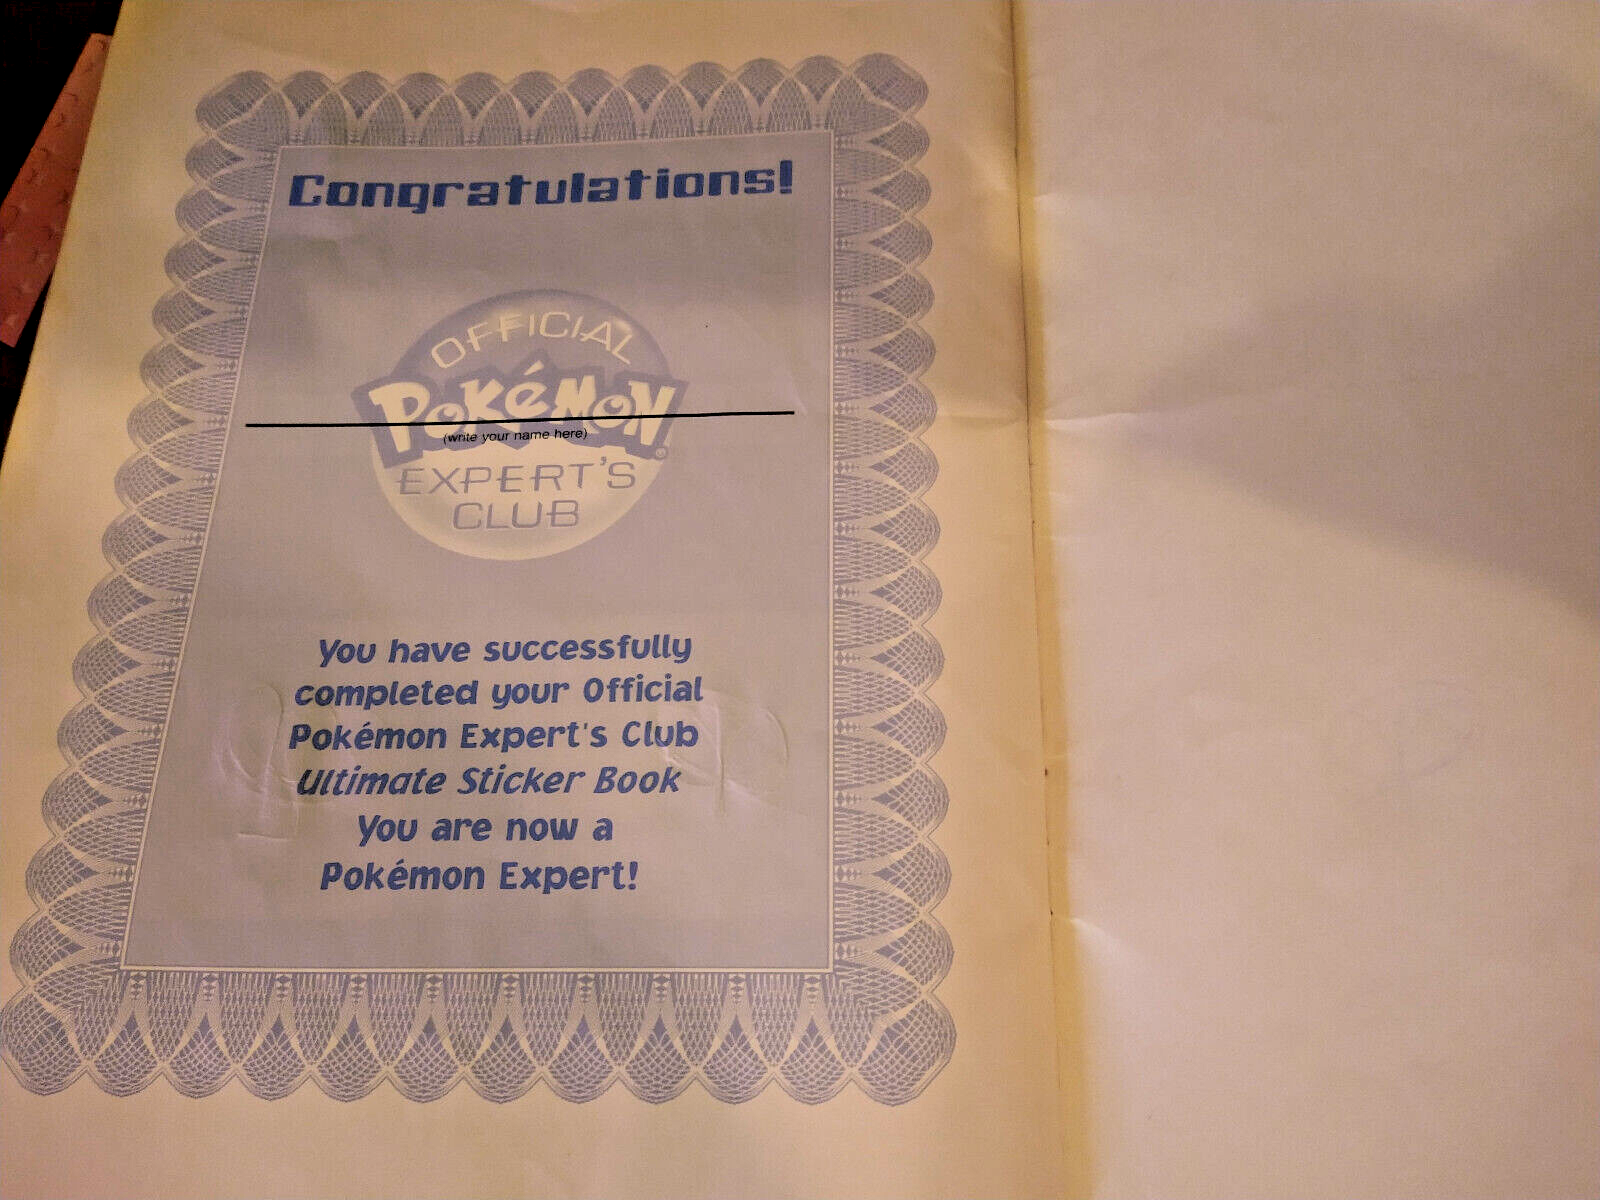 Congratulations!
OFFICIAL
POKéMON
EXPERT'S
CLUB
(write your name here)
You have successfully
completed your Official
Pokémon Expert's Club
Ultimate Sticker Book
You are now a
Pokémon Expert!